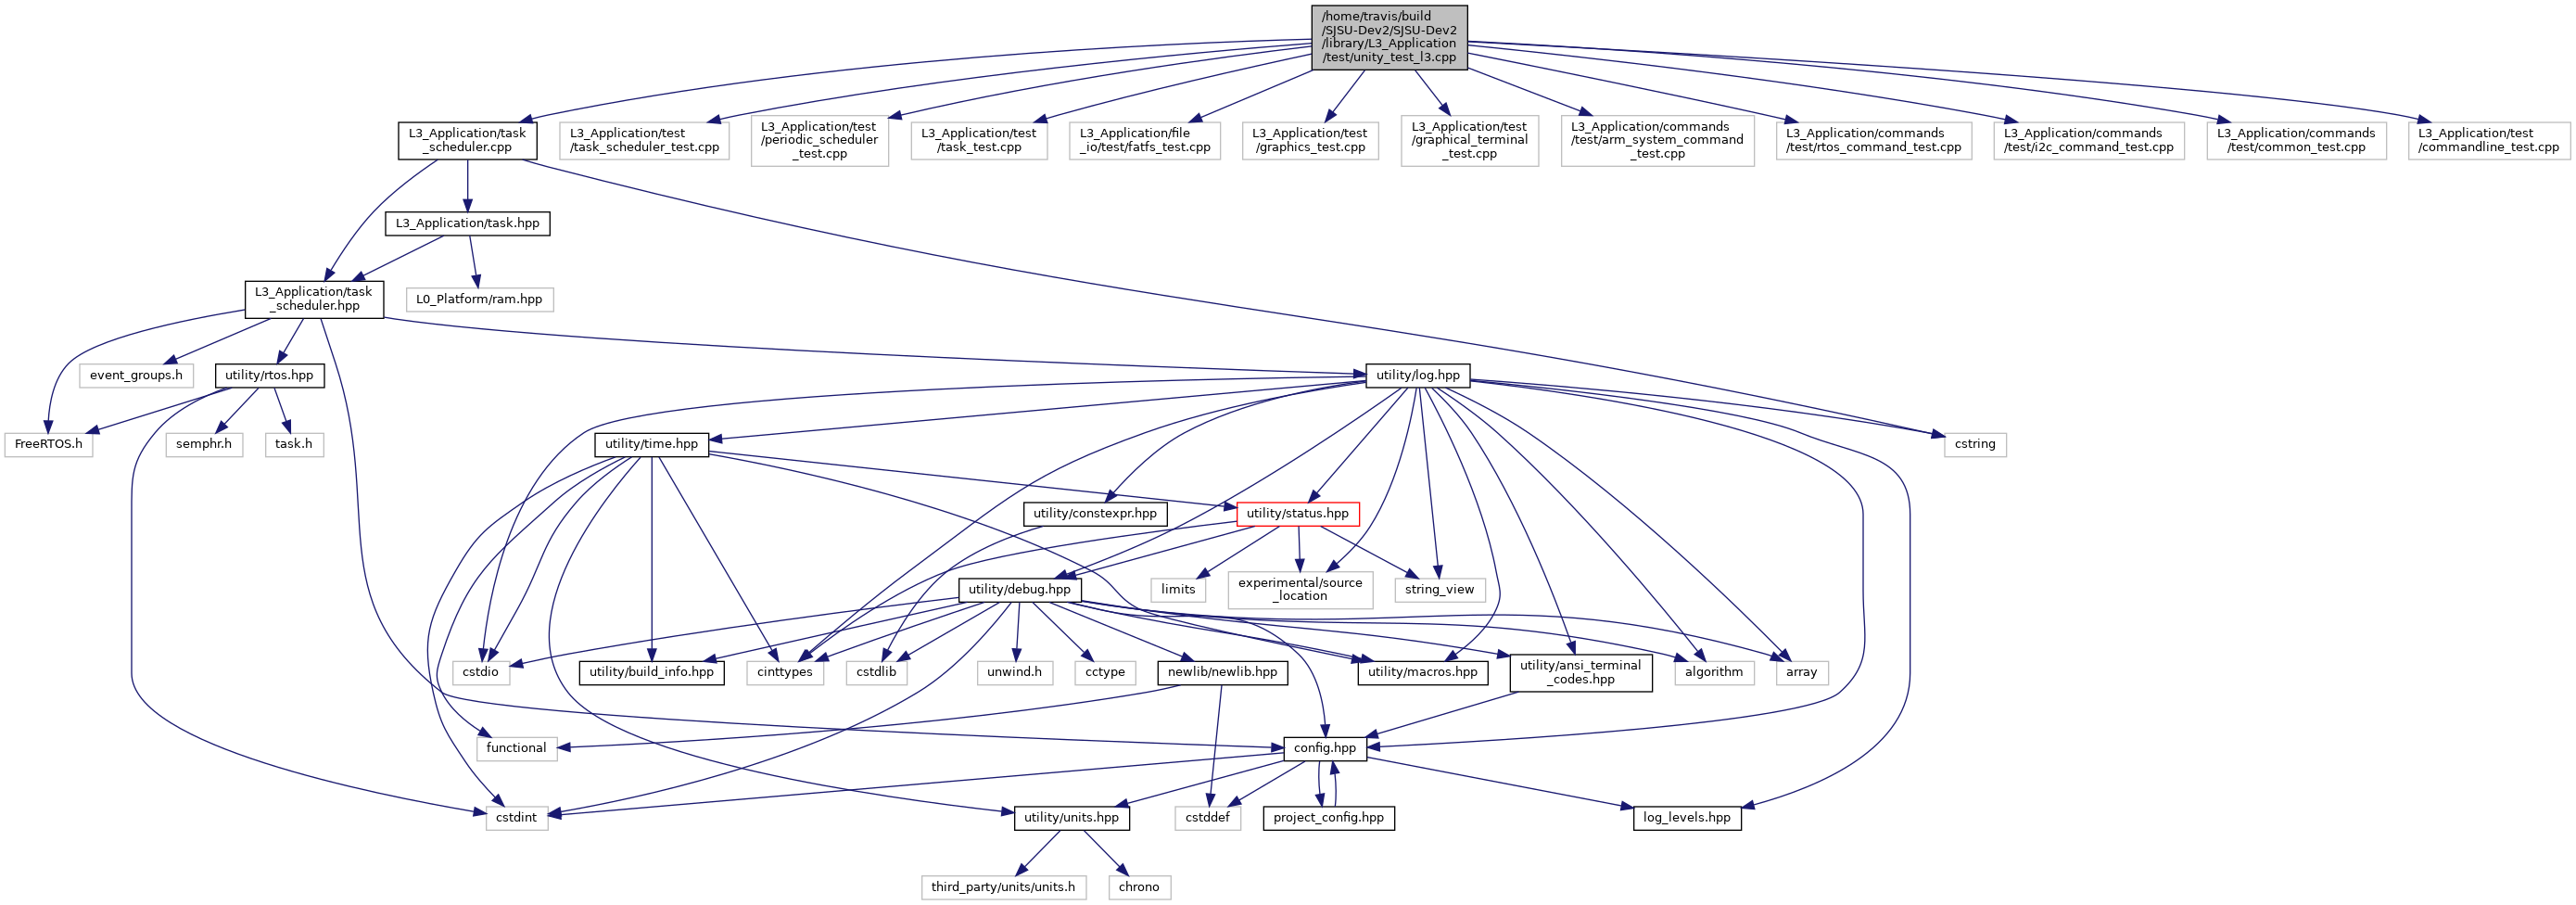 /home/travis/build
/SJSU-Dev2/SJSU-Dev2
/library/L3_Application
/test/unity_test_l3.cpp
L3_Application/task
_scheduler.cpp
L3_Application/test
/task_scheduler_test.cpp
L3_Application/test
/periodic_scheduler
_test.cpp
L3_Application/test
/task_test.cpp
L3_Application/file
_io/test/fatfs_test.cpp
L3_Application/test
/graphics_test.cpp
L3_Application/test
/graphical_terminal
_test.cpp
L3_Application/commands
/test/arm_system_command
_test.cpp
L3_Application/commands
/test/rtos_command_test.cpp
L3_Application/commands
/test/i2c_command_test.cpp
L3_Application/commands
/test/common_test.cpp
L3_Application/test
/commandline_test.cpp
L3_Application/task.hpp
L3_Application/task
_scheduler.hpp
L0_Platform/ram.hpp
event_groups.h
utility/rtos.hpp
utility/log.hpp
FreeRTOS.h
semphr.h
task.h
utility/time.hpp
cstring
utility/constexpr.hpp
utility/status.hpp
utility/debug.hpp
limits
experimental/source
_location
string_view
cstdio
utility/build_info.hpp
cinttypes
cstdlib
unwind.h
cctype
newlib/newlib.hpp
utility/macros.hpp
utility/ansi_terminal
_codes.hpp
algorithm
array
functional
config.hpp
cstdint
utility/units.hpp
cstddef
project_config.hpp
log_levels.hpp
third_party/units/units.h
chrono